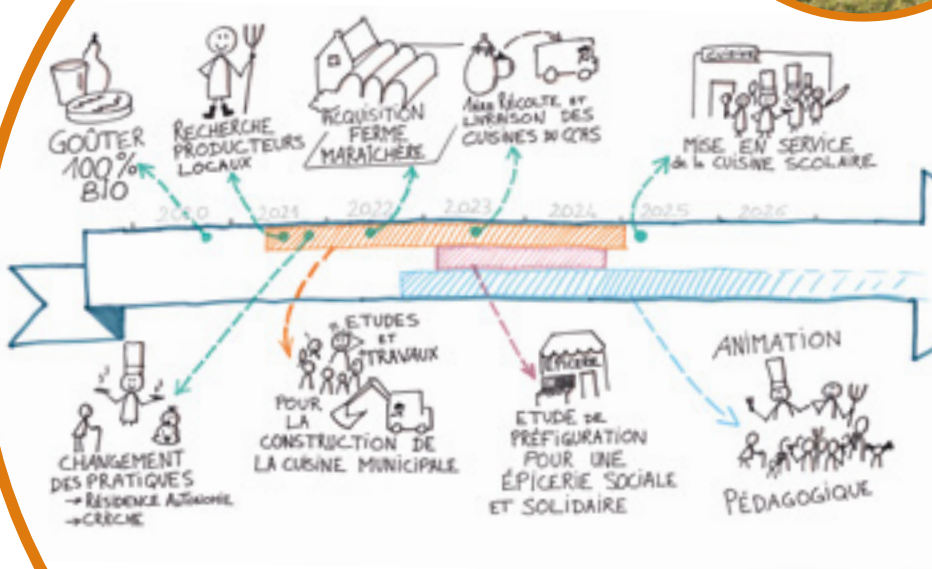 GOÛTER
100%
BIO
RECHERCHE
PRODUCTEURS
LOCAUX
ACQUISITION
FERME
MARAÎCHÈRE
1ère RÉCOLTE ET
LIVRAISON DES
CUISINES DU CCAS
CUISINE
MISE EN SERVICE
de la CUISINE SCOLAIRE
2020 2021 2022 2023 2024 2025 2026
CHANGEMENT
DES PRATIQUES
→ RÉSIDENCE AUTONOMIE
→ CRÈCHE
ETUDES
ET
TRAVAUX
POUR
LA
CONSTRUCTION DE
LA CUISINE MUNICIPALE
ÉPICERIE
ETUDE DE
PRÉFIGURATION
POUR UNE
ÉPICERIE SOCIALE
ET SOLIDAIRE
ANIMATION
PÉDAGOGIQUE